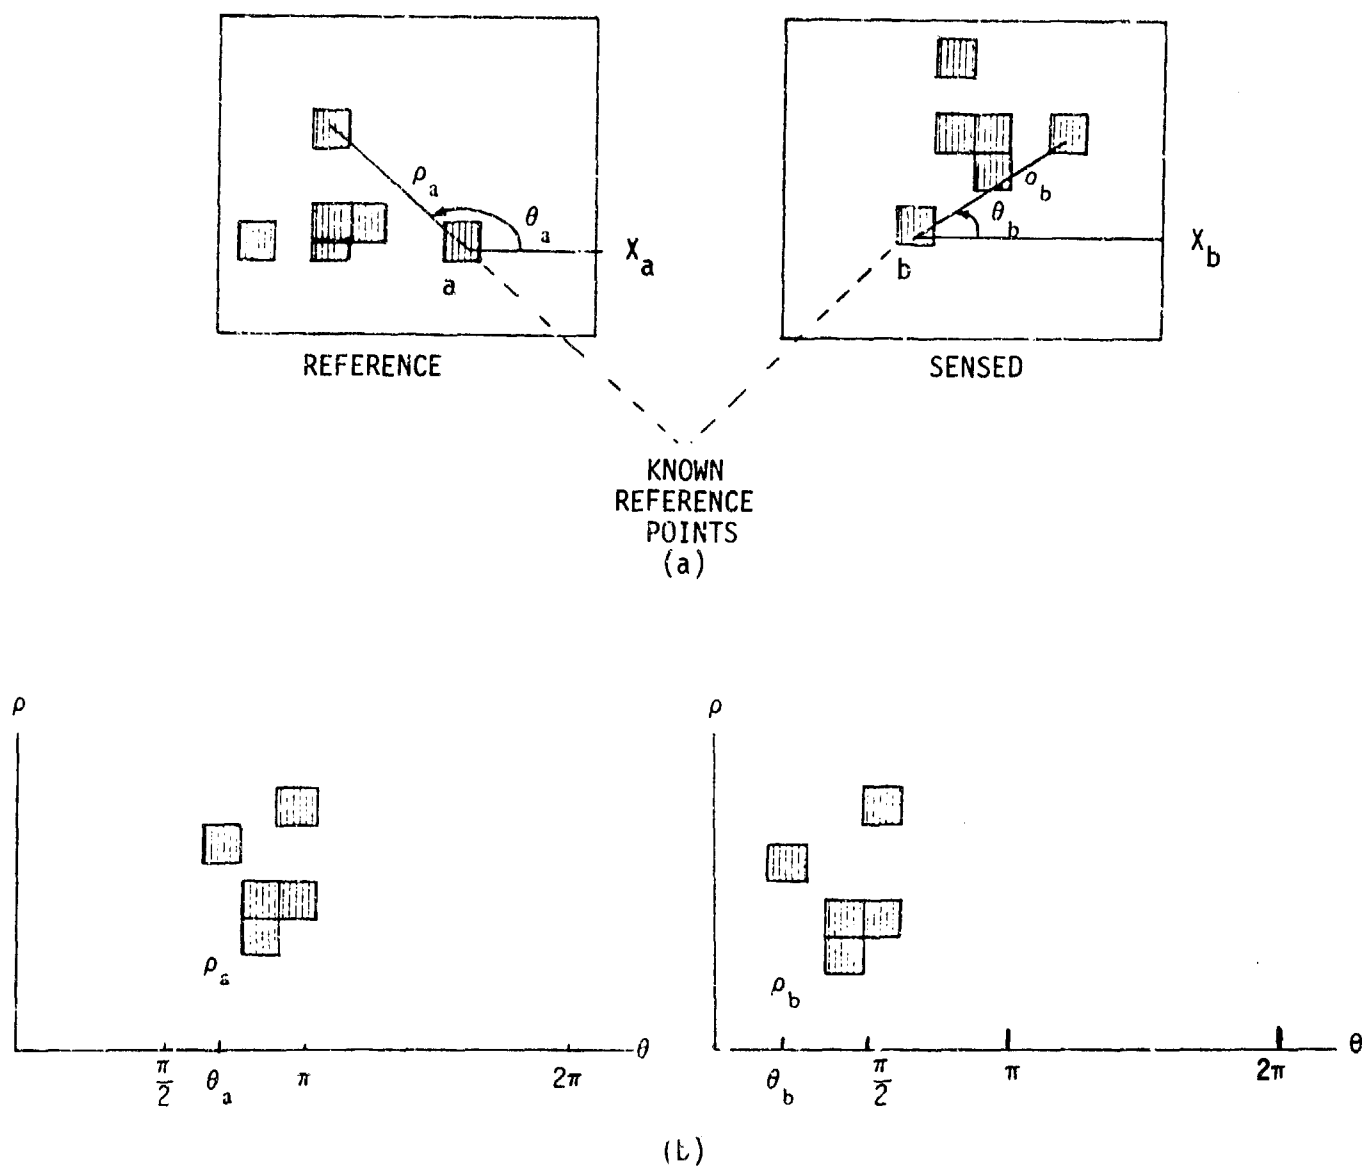 ρa
θa
Xa
a
REFERENCE
ρb
θb
Xb
b
SENSED
KNOWN
REFERENCE
POINTS
(a)
ρ
ρa
π/2
θa
π
2π
θ
ρ
ρb
θb
π/2
π
2π
θ
(b)